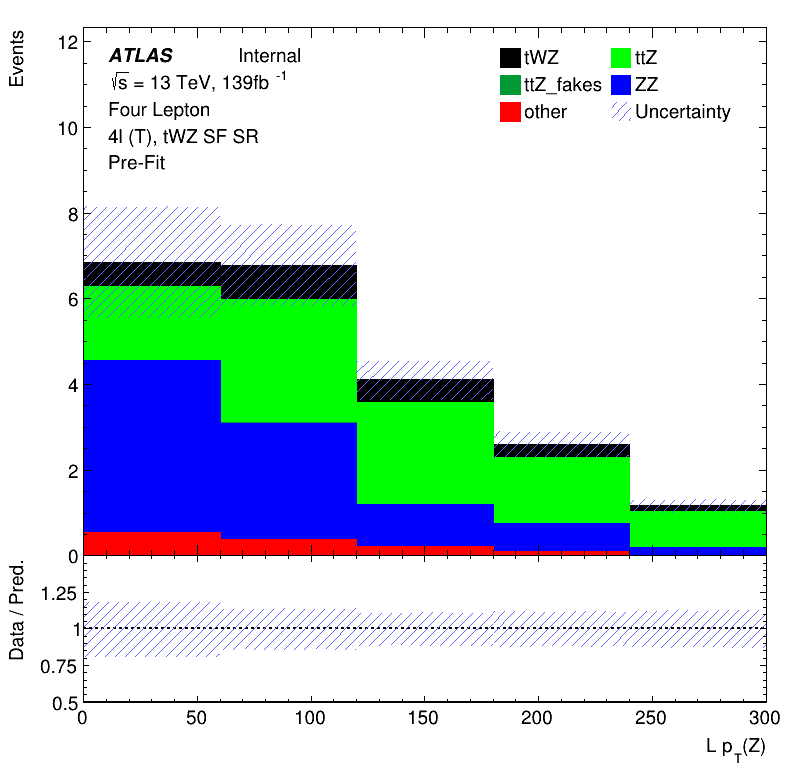 Events
12
10
8
6
4
2
0
ATLAS Internal
√s = 13 TeV, 139fb -1
Four Lepton
4l (T), tWZ SF SR
Pre-Fit
tWZ ttZ
ttZ_fakes ZZ
other Uncertainty
Data / Pred.
1.25
1
0.75
0.5
0 50 100 150 200 250 300
L pT(Z)